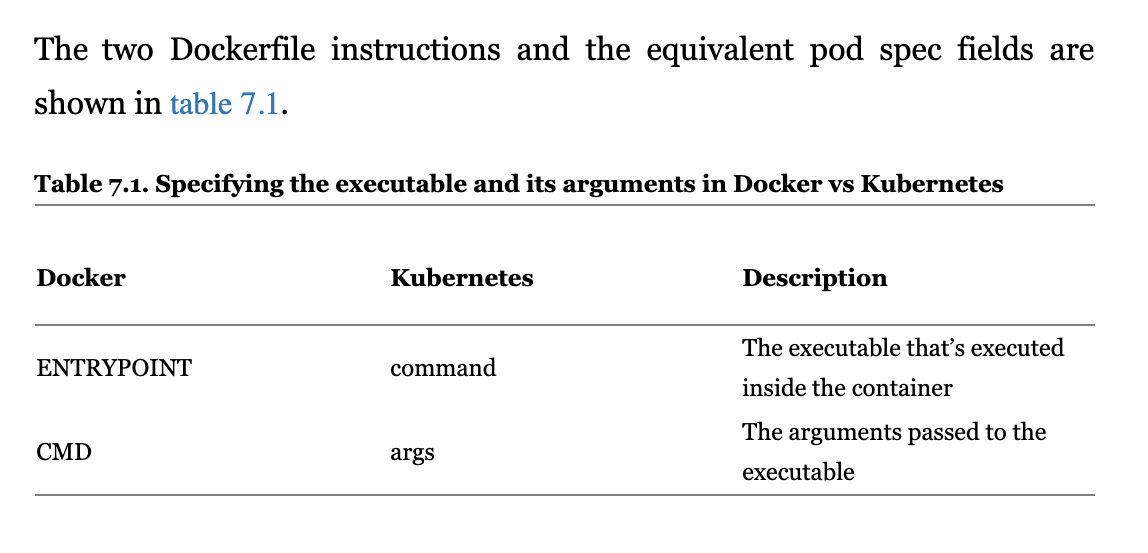 The two Dockerfile instructions and the equivalent pod spec fields are
shown in table 7.1.
Table 7.1. Specifying the executable and its arguments in Docker vs Kubernetes
Docker Kubernetes Description
ENTRYPOINT command The executable that’s executed
inside the container
CMD args The arguments passed to the
executable